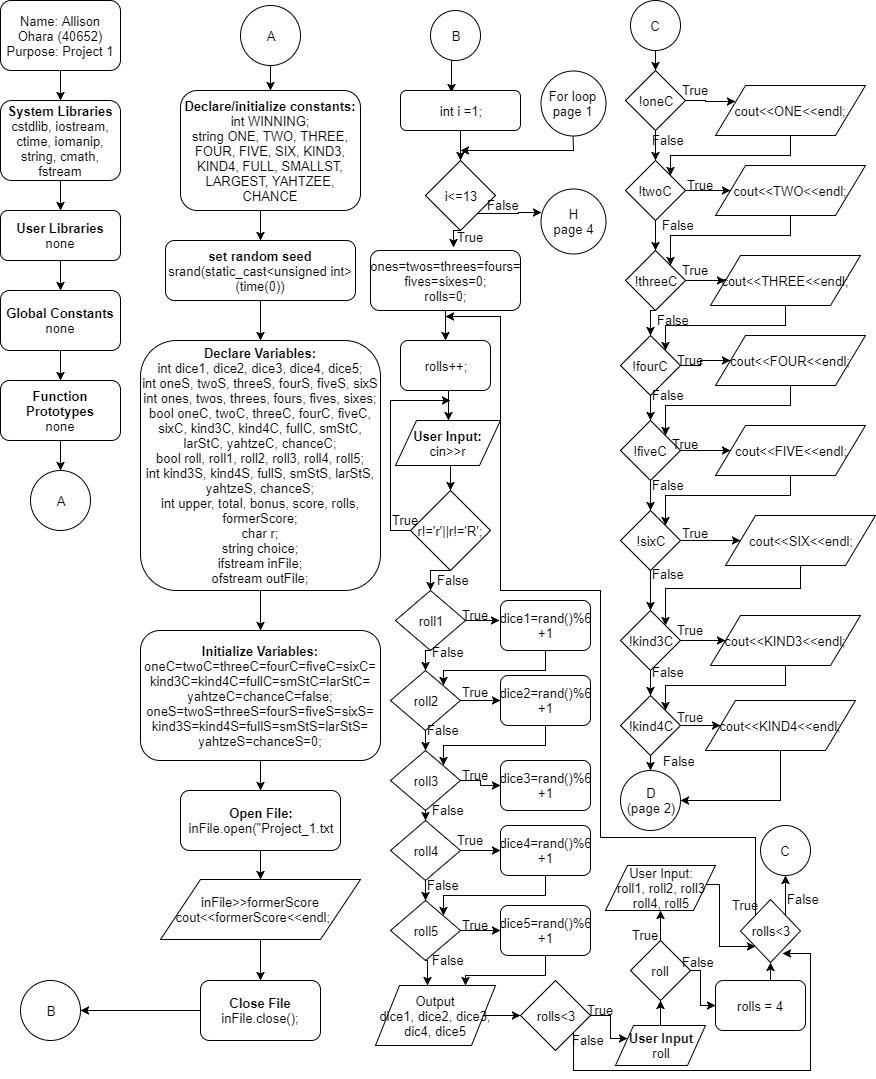 Name: Allison
Ohara (40652)
Purpose: Project 1
System Libraries
cstdlib, iostream,
ctime, iomanip,
string, cmath,
fstream
User Libraries
none
Global Constants
none
Function
Prototypes
none
A
A
Declare/initialize constants:
int WINNING;
string ONE, TWO, THREE,
FOUR, FIVE, SIX, KIND3,
KIND4, FULL, SMALLST,
LARGEST, YAHTZEE,
CHANCE
set random seed
srand(static_cast<unsigned int>
(time(0))
Declare Variables:
int dice1, dice2, dice3, dice4, dice5;
int oneS, twoS, threeS, fourS, fiveS, sixS
int ones, twos, threes, fours, fives, sixes;
bool oneC, twoC, threeC, fourC, fiveC,
sixC, kind3C, kind4C, fullC, smStC,
larStC, yahtzeC, chanceC;
bool roll, roll1, roll2, roll3, roll4, roll5;
int kind3S, kind4S, fullS, smStS, larStS,
yahtzeS, chanceS;
int upper, total, bonus, score, rolls,
formerScore;
char r;
string choice;
ifstream inFile;
ofstream outFile;
Initialize Variables:
oneC=twoC=threeC=fourC=fiveC=sixC=
kind3C=kind4C=fullC=smStC=larStC=
yahtzeC=chanceC=false;
oneS=twoS=threeS=fourS=fiveS=sixS=
kind3S=kind4S=fullS=smStS=larStS=
yahtzeS=chanceS=0;
Open File:
inFile.open("Project_1.txt
inFile>>formerScore
cout<<formerScore<<endl;
Close File
inFile.close();
B
B
int i =1;
For loop
page 1
i<=13
False
H
page 4
True
ones=twos=threes=fours=
fives=sixes=0;
rolls=0;
rolls++;
User Input:
cin>>r
r!='r'||r!='R';
True
False
roll1
True
dice1=rand()%6
+1
False
roll2
True
dice2=rand()%6
+1
False
roll3
True
dice3=rand()%6
+1
False
roll4
True
dice4=rand()%6
+1
False
roll5
True
dice5=rand()%6
+1
False
Output
dice1, dice2, dice3,
dic4, dice5
rolls<3
True
False
User Input
roll
roll
True
False
User Input:
roll1, roll2, roll3
roll4, roll5
rolls = 4
rolls<3
True
False
C
C
!oneC
True
cout<<ONE<<endl;
False
!twoC
True
cout<<TWO<<endl;
False
!threeC
True
cout<<THREE<<endl;
False
!fourC
True
cout<<FOUR<<endl;
False
!fiveC
True
cout<<FIVE<<endl;
False
!sixC
True
cout<<SIX<<endl;
False
!kind3C
True
cout<<KIND3<<endl;
False
!kind4C
True
cout<<KIND4<<endl;
False
D
(page 2)